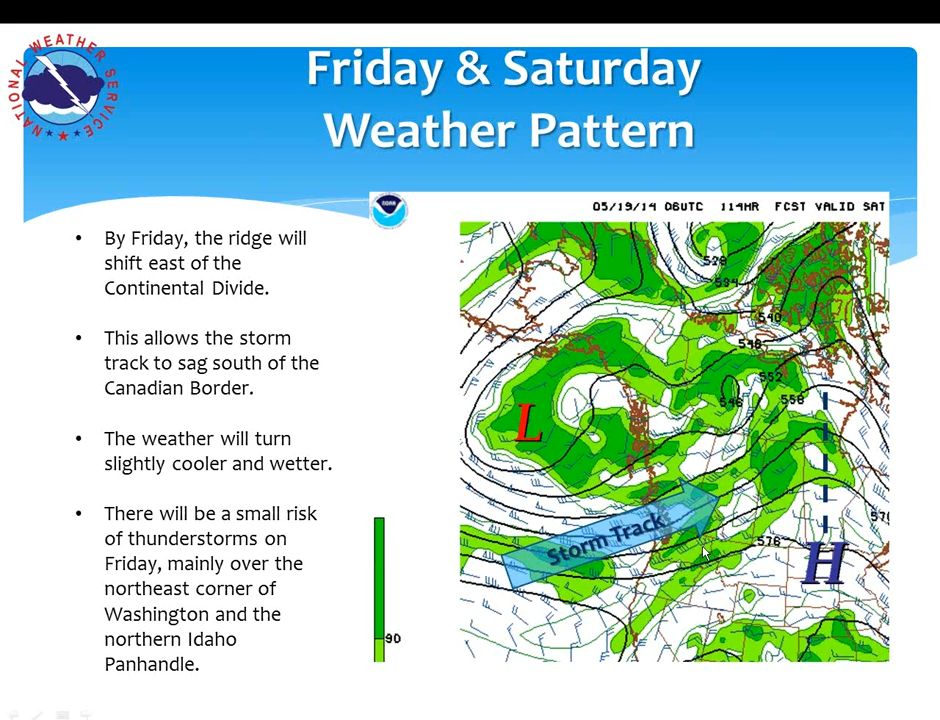 NATIONAL WEATHER SERVICE
Friday & Saturday
Weather Pattern
NOAA
05/19/14 06UTC 114HR FCST VALID SAT
• By Friday, the ridge will
shift east of the
Continental Divide.
• This allows the storm
track to sag south of the
Canadian Border.
• The weather will turn
slightly cooler and wetter.
• There will be a small risk
of thunderstorms on
Friday, mainly over the
northeast corner of
Washington and the
northern Idaho
Panhandle.
528
534
540
546
552
546
558
L
570
Storm Track
576
H
90